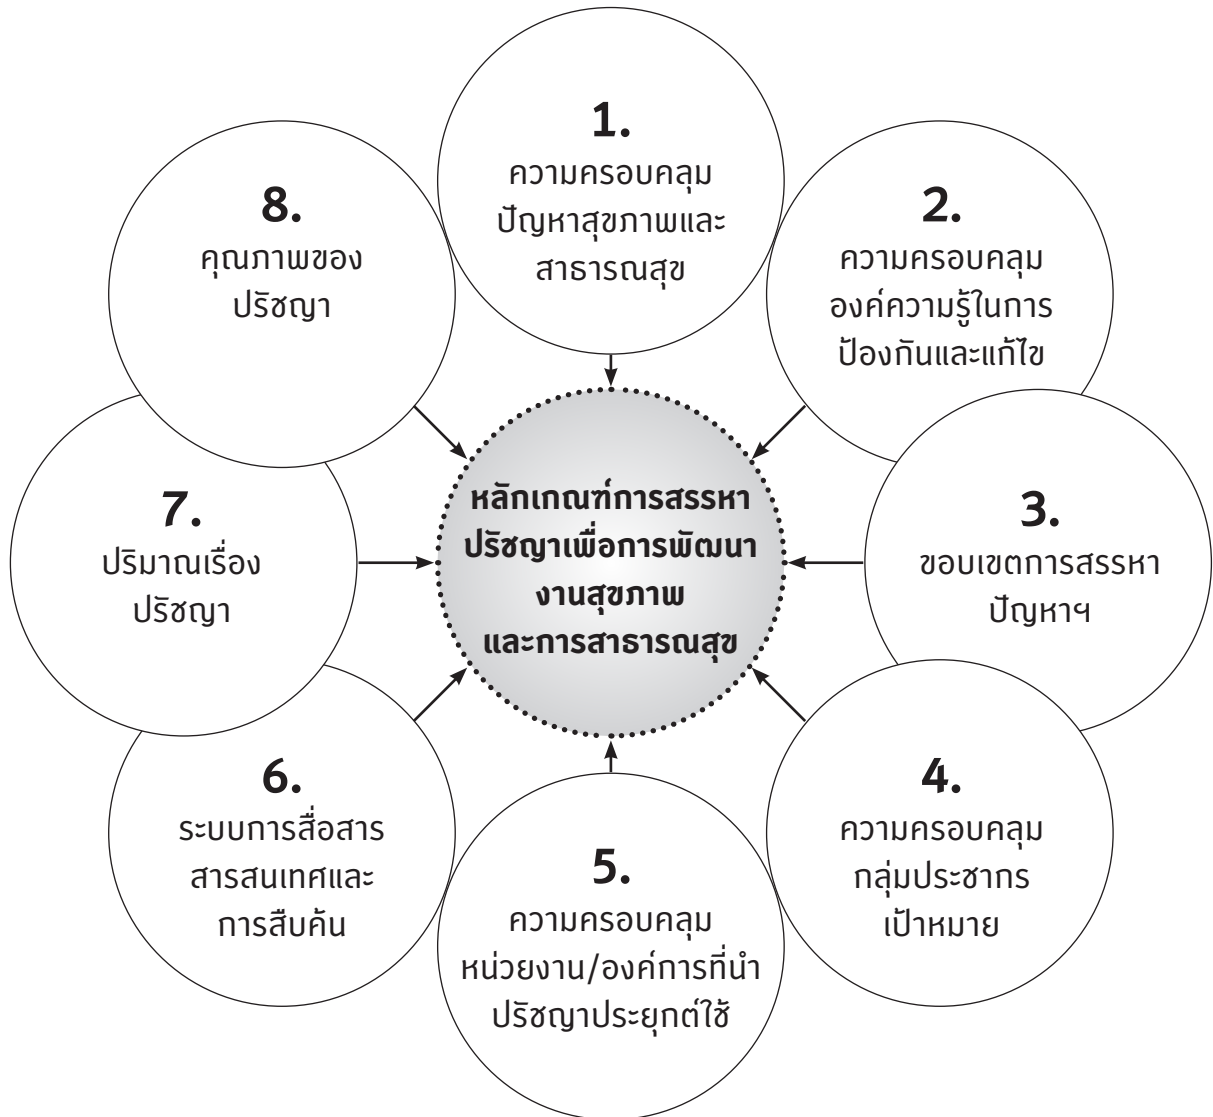 1.
ความครอบคลุม
ปัญหาสุขภาพและ
สาธารณสุข
2.
ความครอบคลุม
องค์ความรู้ในการ
ป้องกันและแก้ไข
3.
ขอบเขตการสรรหา
ปัญหาฯ
4.
ความครอบคลุม
กลุ่มประชากร
เป้าหมาย
5.
ความครอบคลุม
หน่วยงาน/องค์การที่นำ
ปรัชญาประยุกต์ใช้
6.
ระบบการสื่อสาร
สารสนเทศและ
การสืบค้น
7.
ปริมาณเรื่อง
ปรัชญา
8.
คุณภาพของ
ปรัชญา
หลักเกณฑ์การสรรหา
ปรัชญาเพื่อการพัฒนา
งานสุขภาพ
และการสาธารณสุข